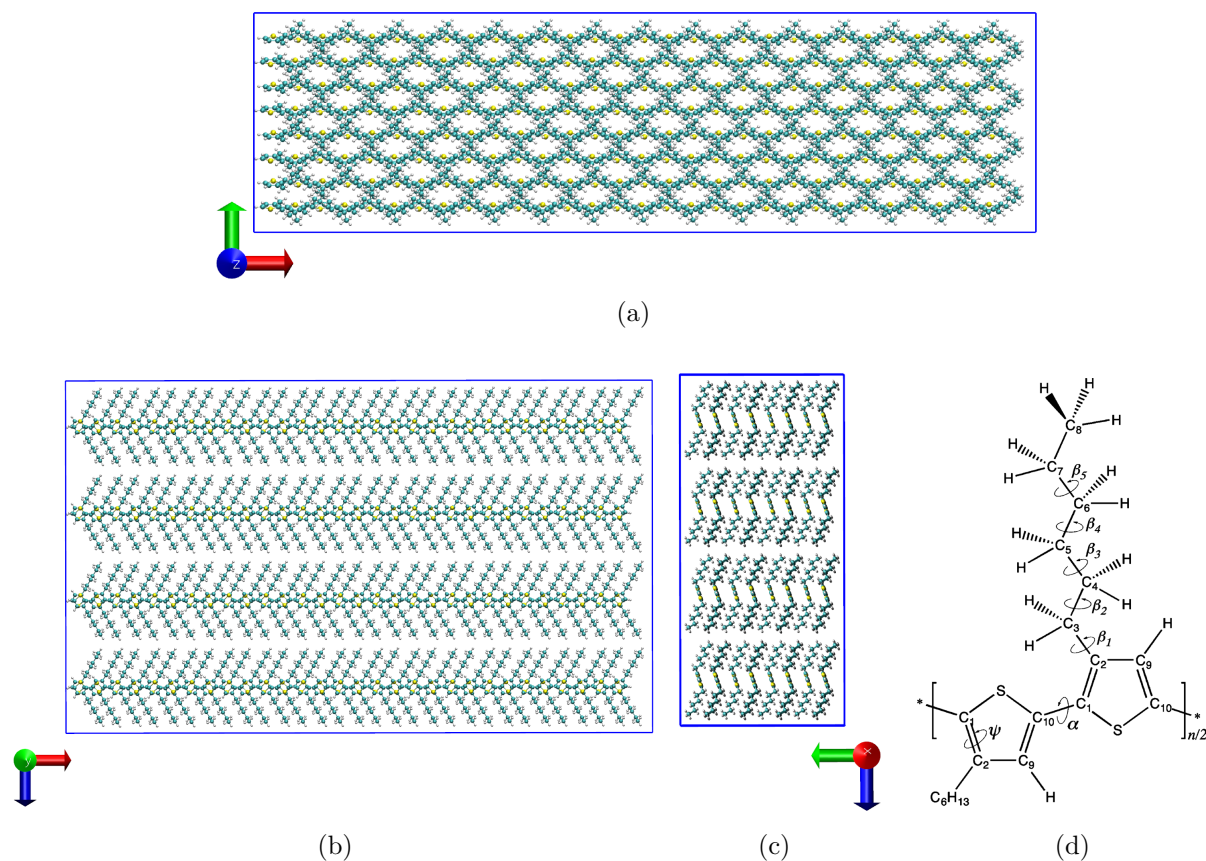 Z
(a)
y
(b)
x
(c)
H
H
C8
H
H
C7
H
β5
H
C6
H
β4
H
C5
H
β3
H
C4
H
β2
H
C3
H
β1
H
C2
C9
S
*
C1
ψ
C10
α
C1
C10
*
n/2
S
C2
C9
C6H13
H
(d)